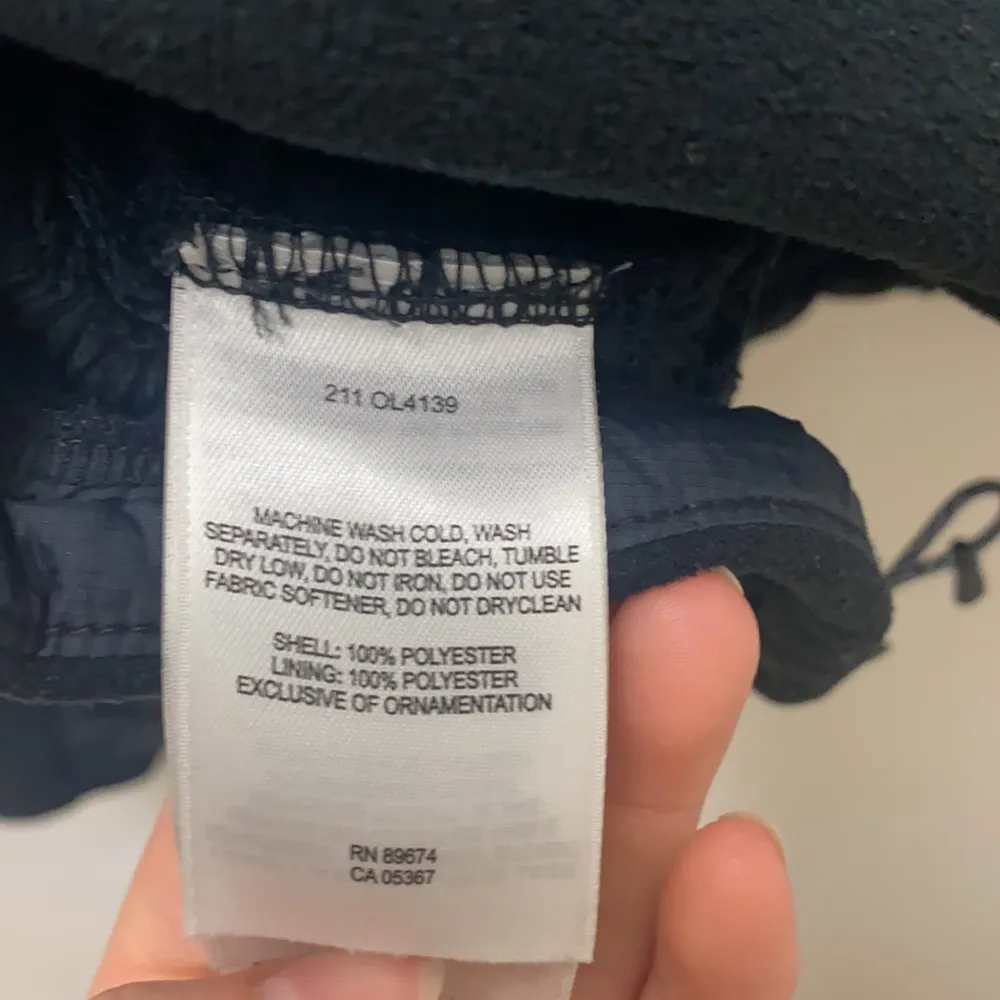 211 OL4139
MACHINE WASH COLD, WASH
SEPARATELY, DO NOT BLEACH, TUMBLE
DRY LOW, DO NOT IRON, DO NOT USE
FABRIC SOFTENER, DO NOT DRYCLEAN
SHELL: 100% POLYESTER
LINING: 100% POLYESTER
EXCLUSIVE OF ORNAMENTATION
RN 89674
CA 05367